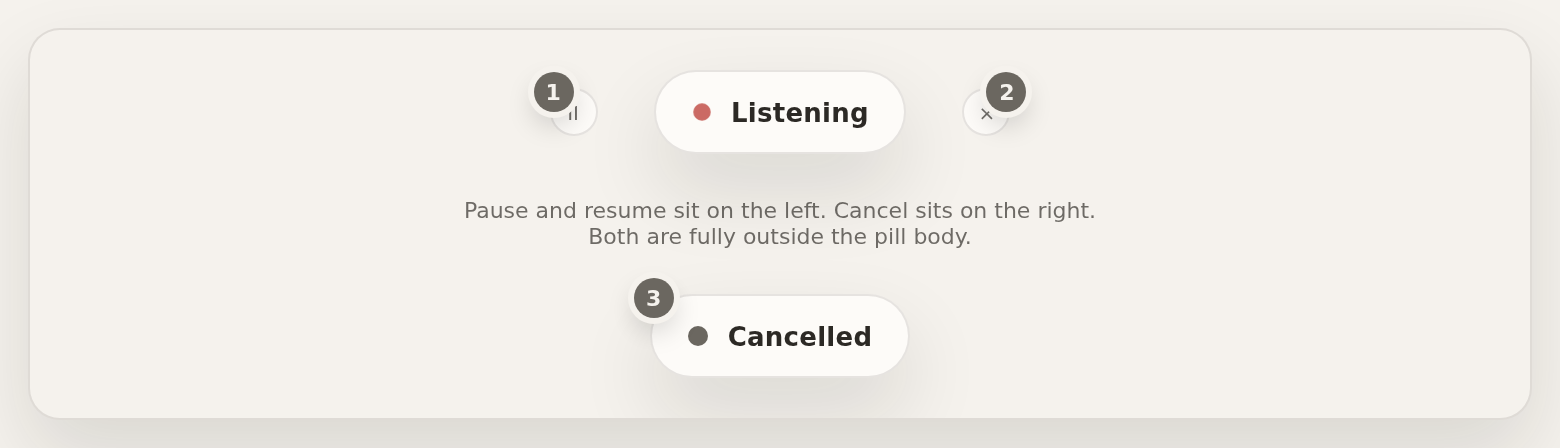 1
Listening
2
Pause and resume sit on the left. Cancel sits on the right.
Both are fully outside the pill body.
3
Cancelled